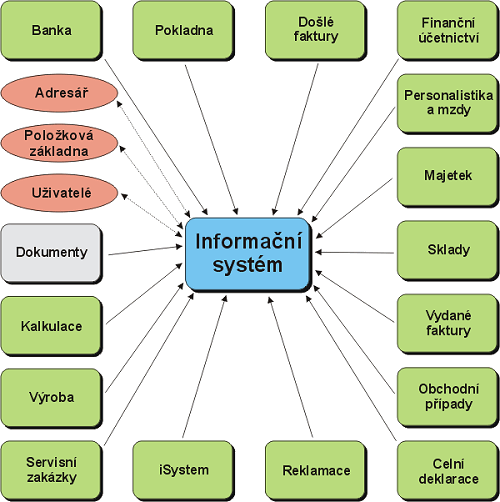 Banka
Pokladna
Došlé
faktury
Finanční
účetnictví
Adresář
Personalistika
a mzdy
Položková
základna
Majetek
Uživatelé
Informační
systém
Dokumenty
Sklady
Kalkulace
Vydané
faktury
Výroba
Obchodní
případy
Servisní
zakázky
iSystem
Reklamace
Celní
deklarace